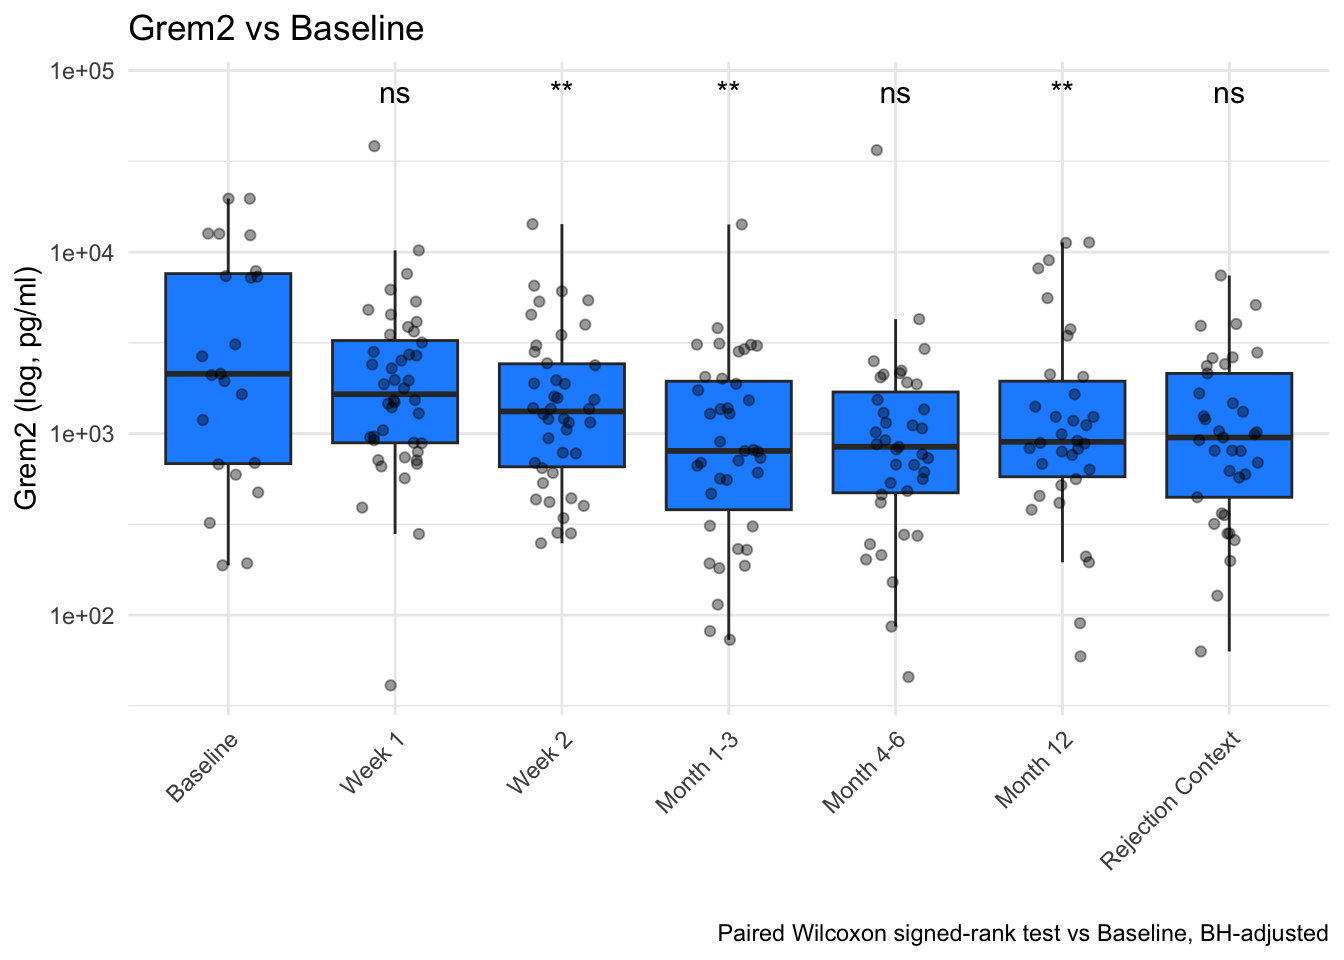 Grem2 vs Baseline
1e+05
1e+04
1e+03
1e+02
Grem2 (log, pg/ml)
ns
**
**
ns
**
ns
Baseline
Week 1
Week 2
Month 1-3
Month 4-6
Month 12
Rejection Context
Paired Wilcoxon signed-rank test vs Baseline, BH-adjusted